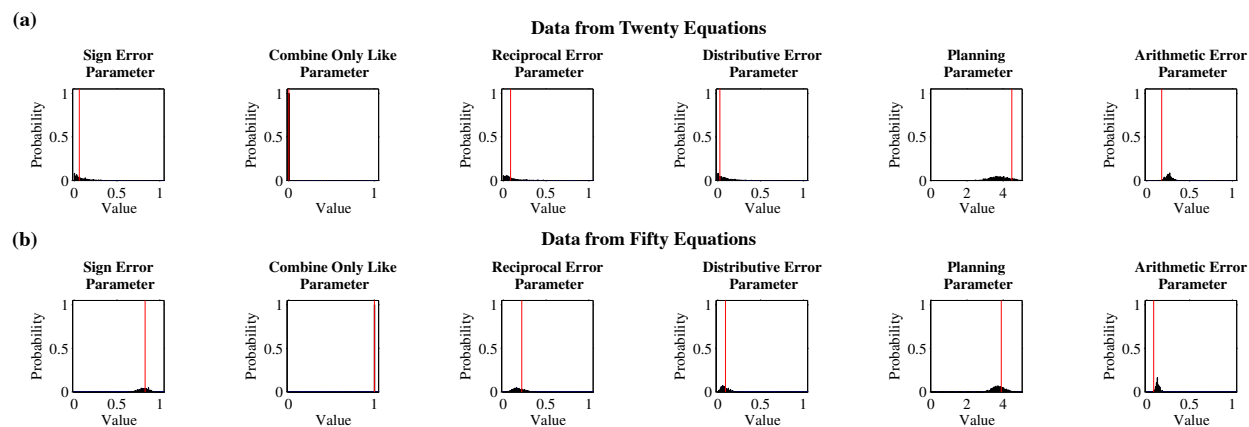 (a)
Data from Twenty Equations
Sign Error
Parameter
Combine Only Like
Parameter
Reciprocal Error
Parameter
Distributive Error
Parameter
Planning
Parameter
Arithmetic Error
Parameter
Probability
1
0.5
0
0 0.5 1
Value
Probability
1
0.5
0
0 1
Value
Probability
1
0.5
0
0 0.5 1
Value
Probability
1
0.5
0
0 0.5 1
Value
Probability
1
0.5
0
0 2 4
Value
Probability
1
0.5
0
0 0.5 1
Value
(b)
Data from Fifty Equations
Sign Error
Parameter
Combine Only Like
Parameter
Reciprocal Error
Parameter
Distributive Error
Parameter
Planning
Parameter
Arithmetic Error
Parameter
Probability
1
0.5
0
0 0.5 1
Value
Probability
1
0.5
0
0 1
Value
Probability
1
0.5
0
0 0.5 1
Value
Probability
1
0.5
0
0 0.5 1
Value
Probability
1
0.5
0
0 2 4
Value
Probability
1
0.5
0
0 0.5 1
Value